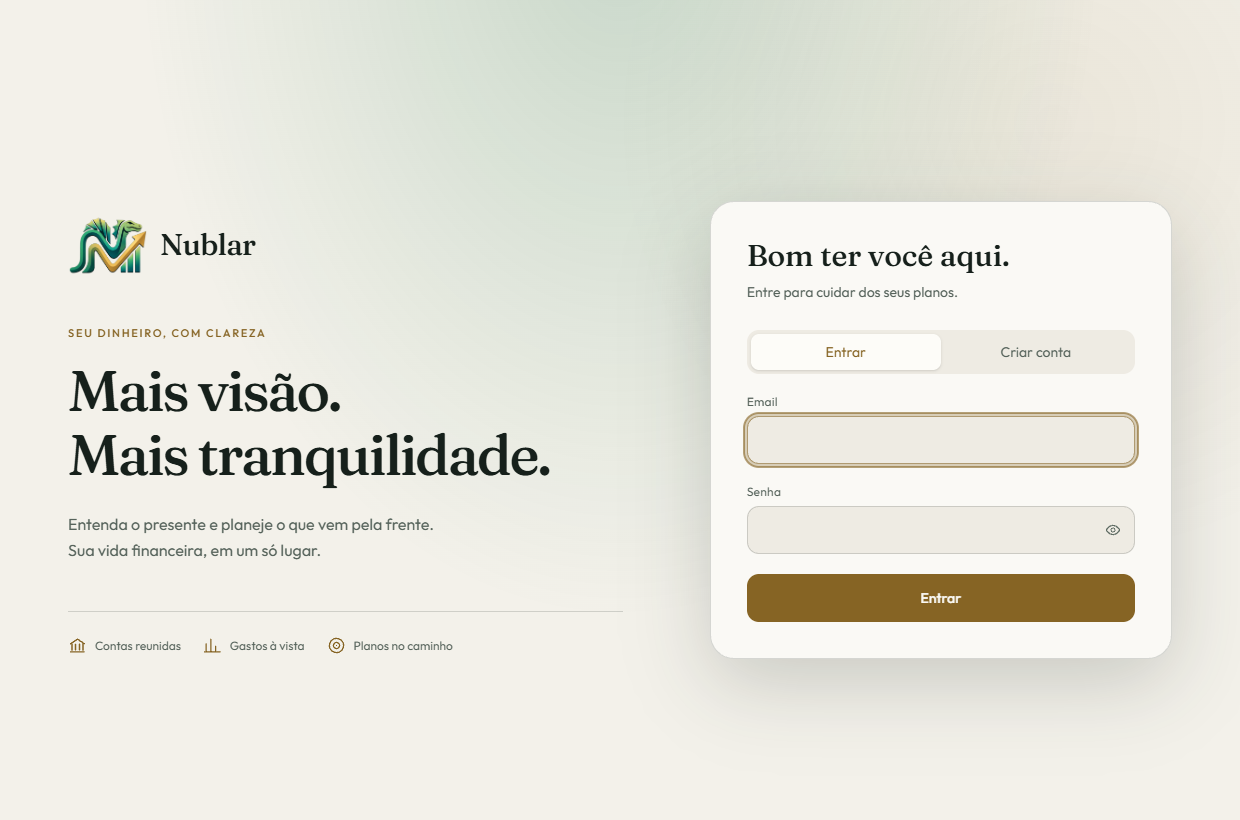 Nublar
SEU DINHEIRO, COM CLAREZA
Mais visão.
Mais tranquilidade.
Entenda o presente e planeje o que vem pela frente.
Sua vida financeira, em um só lugar.
Contas reunidas
Gastos à vista
Planos no caminho
Bom ter você aqui.
Entre para cuidar dos seus planos.
Entrar
Criar conta
Email
Senha
Entrar